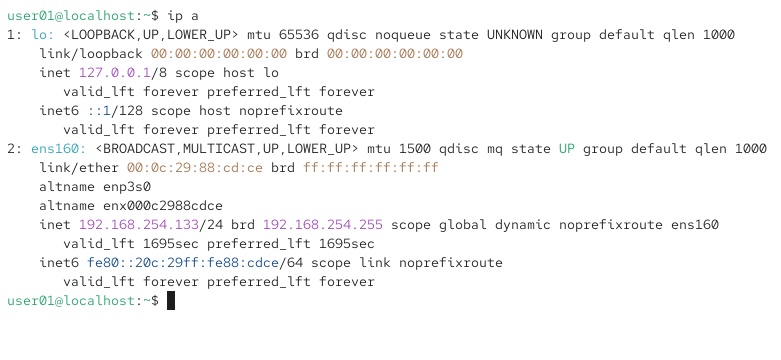 user01@localhost:~$ ip a
1: lo: <LOOPBACK,UP,LOWER_UP> mtu 65536 qdisc noqueue state UNKNOWN group default qlen 1000
    link/loopback 00:00:00:00:00:00 brd 00:00:00:00:00:00
    inet 127.0.0.1/8 scope host lo
       valid_lft forever preferred_lft forever
    inet6 ::1/128 scope host noprefixroute
       valid_lft forever preferred_lft forever
2: ens160: <BROADCAST,MULTICAST,UP,LOWER_UP> mtu 1500 qdisc mq state UP group default qlen 1000
    link/ether 00:0c:29:88:cd:ce brd ff:ff:ff:ff:ff:ff
    altname enp3s0
    altname enx000c2988cdce
    inet 192.168.254.133/24 brd 192.168.254.255 scope global dynamic noprefixroute ens160
       valid_lft 1695sec preferred_lft 1695sec
    inet6 fe80::20c:29ff:fe88:cdce/64 scope link noprefixroute
       valid_lft forever preferred_lft forever
user01@localhost:~$